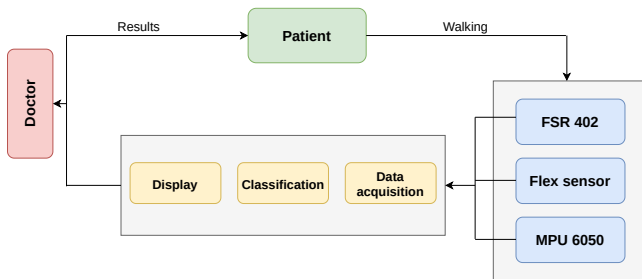 Results
Patient
Walking
Doctor
FSR 402
Flex sensor
MPU 6050
Display
Classification
Data
acquisition